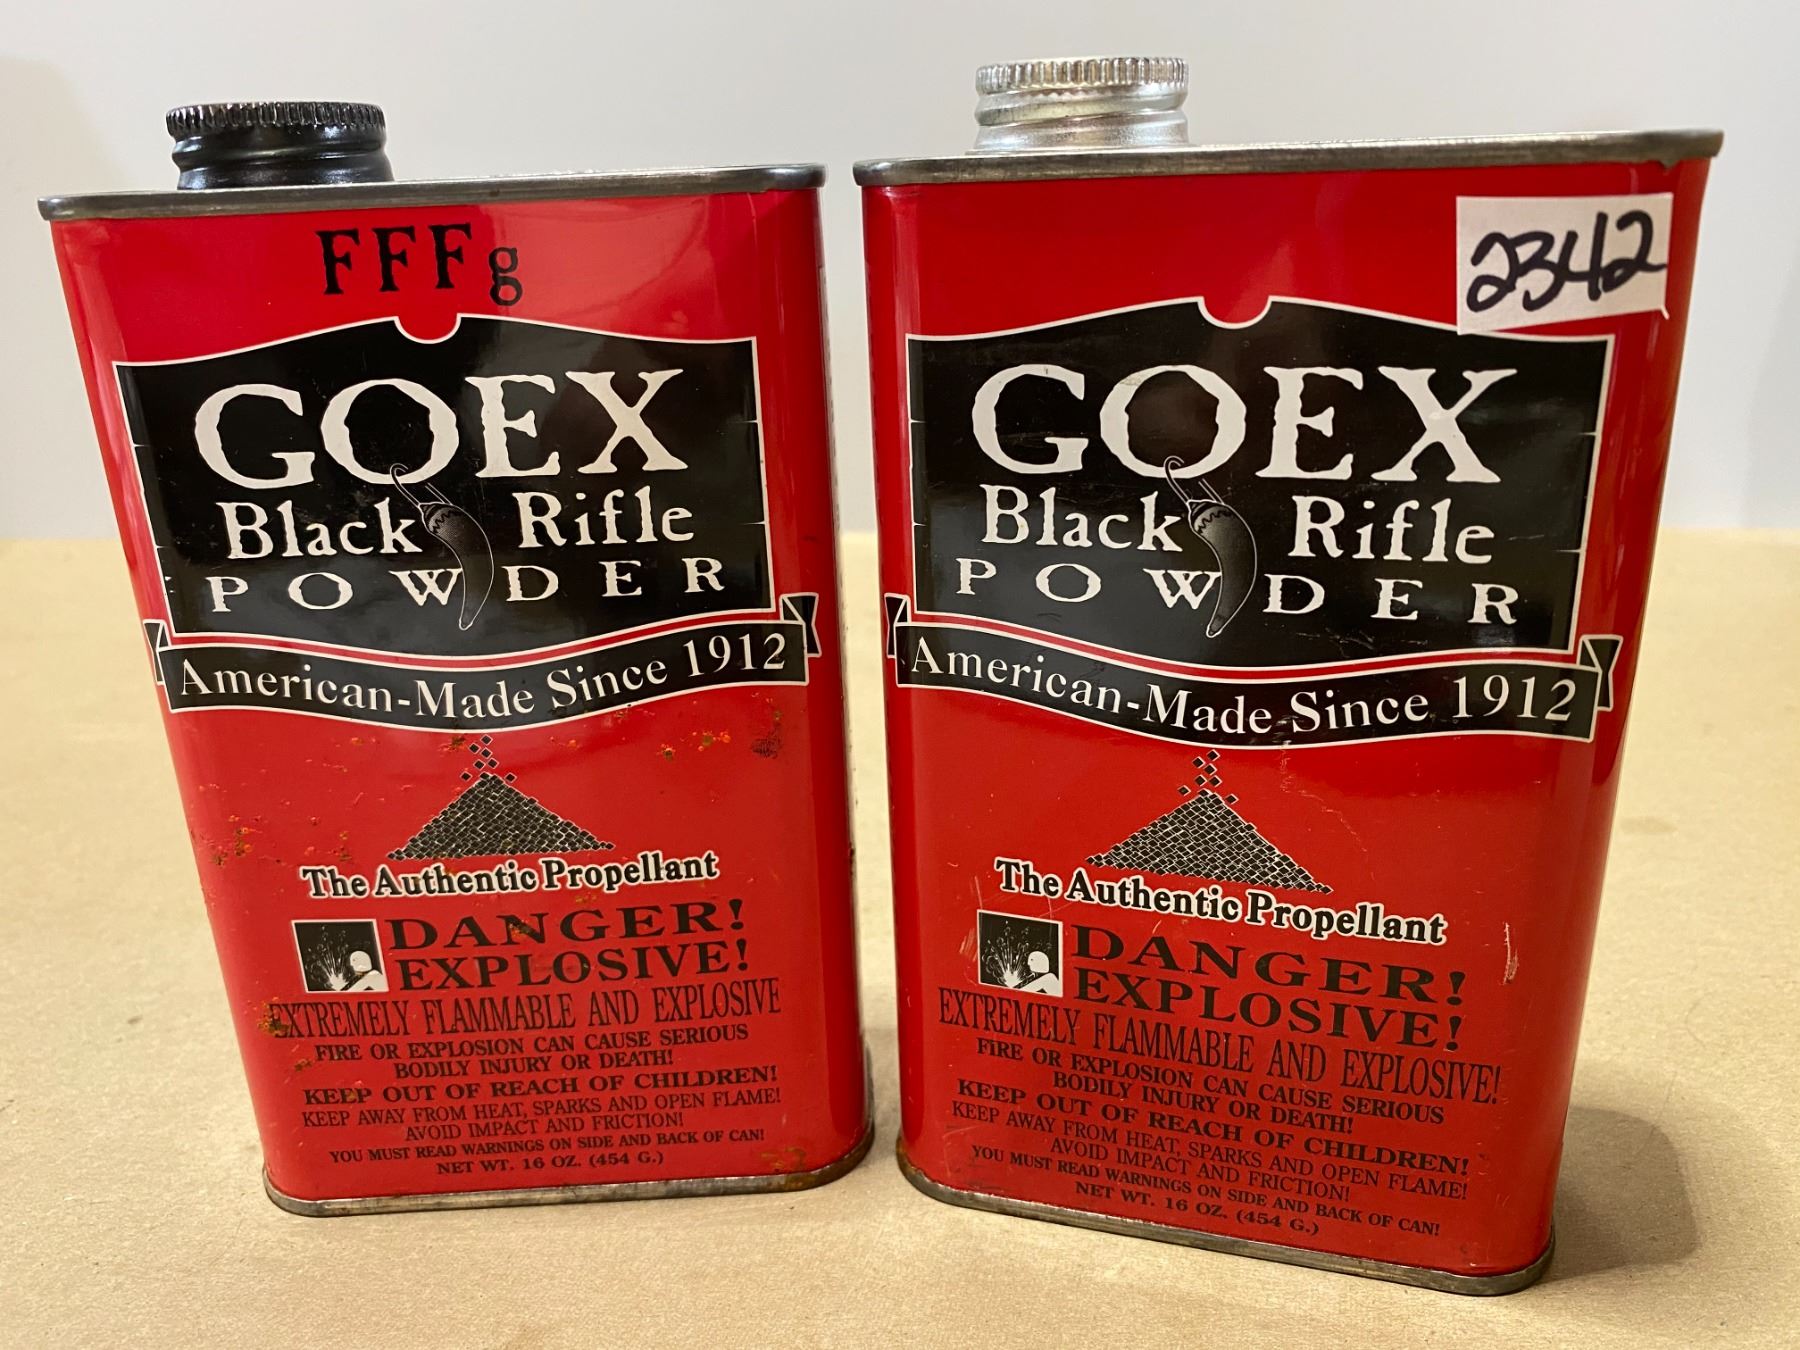 FFFg
GOEX
Black Rifle
POWDER
American-Made Since 1912
The Authentic Propellant
DANGER!
EXPLOSIVE!
EXTREMELY FLAMMABLE AND EXPLOSIVE
FIRE OR EXPLOSION CAN CAUSE SERIOUS
BODILY INJURY OR DEATH!
KEEP OUT OF REACH OF CHILDREN!
KEEP AWAY FROM HEAT, SPARKS AND OPEN FLAME!
AVOID IMPACT AND FRICTION!
YOU MUST READ WARNINGS ON SIDE AND BACK OF CAN!
NET WT. 16 OZ. (454 G.)
2342
GOEX
Black Rifle
POWDER
American-Made Since 1912
The Authentic Propellant
DANGER!
EXPLOSIVE!
EXTREMELY FLAMMABLE AND EXPLOSIVE!
FIRE OR EXPLOSION CAN CAUSE SERIOUS
BODILY INJURY OR DEATH!
KEEP OUT OF REACH OF CHILDREN!
KEEP AWAY FROM HEAT, SPARKS AND OPEN FLAME!
AVOID IMPACT AND FRICTION!
YOU MUST READ WARNINGS ON SIDE AND BACK OF CAN!
NET WT. 16 OZ. (454 G.)